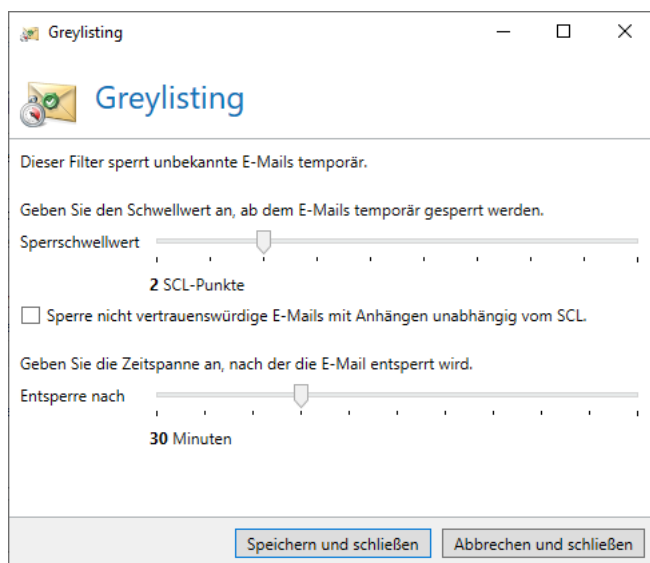 Greylisting
Greylisting
Dieser Filter sperrt unbekannte E-Mails temporär.
Geben Sie den Schwellwert an, ab dem E-Mails temporär gesperrt werden.
Sperrschwellwert
2 SCL-Punkte
Sperre nicht vertrauenswürdige E-Mails mit Anhängen unabhängig vom SCL.
Geben Sie die Zeitspanne an, nach der die E-Mail entsperrt wird.
Entsperre nach
30 Minuten
Speichern und schließen Abbrechen und schließen